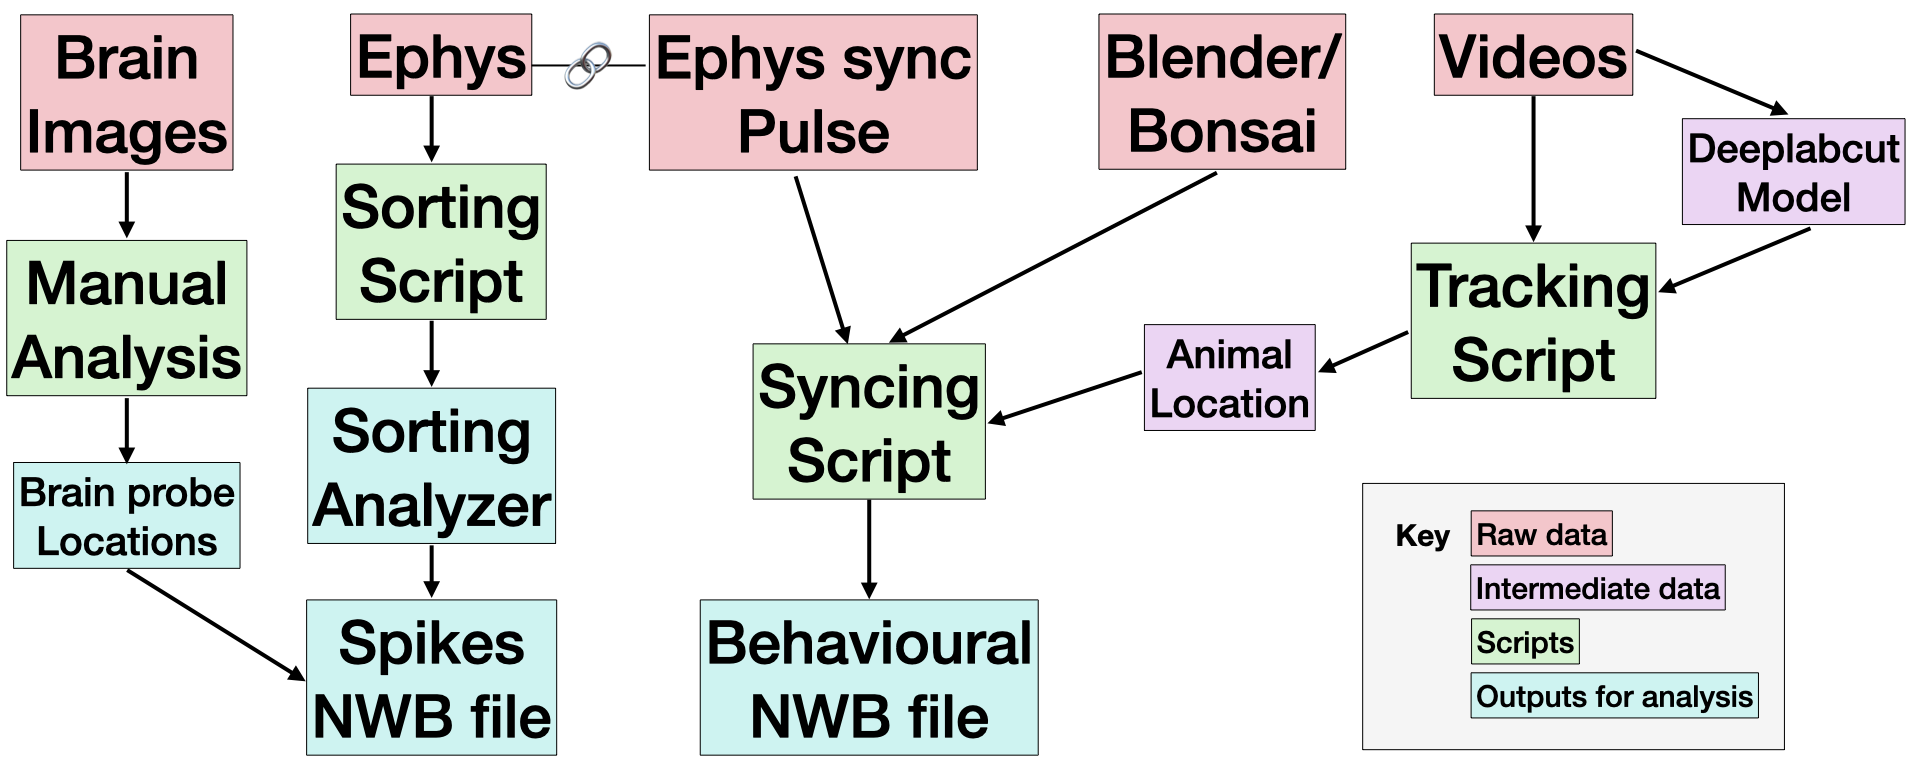 Brain
Images
Ephys
Ephys sync
Pulse
Blender/
Bonsai
Videos
Deeplabcut
Model
Manual
Analysis
Sorting
Script
Tracking
Script
Animal
Location
Syncing
Script
Sorting
Analyzer
Brain probe
Locations
Spikes
NWB file
Behavioural
NWB file
Key
Raw data
Intermediate data
Scripts
Outputs for analysis